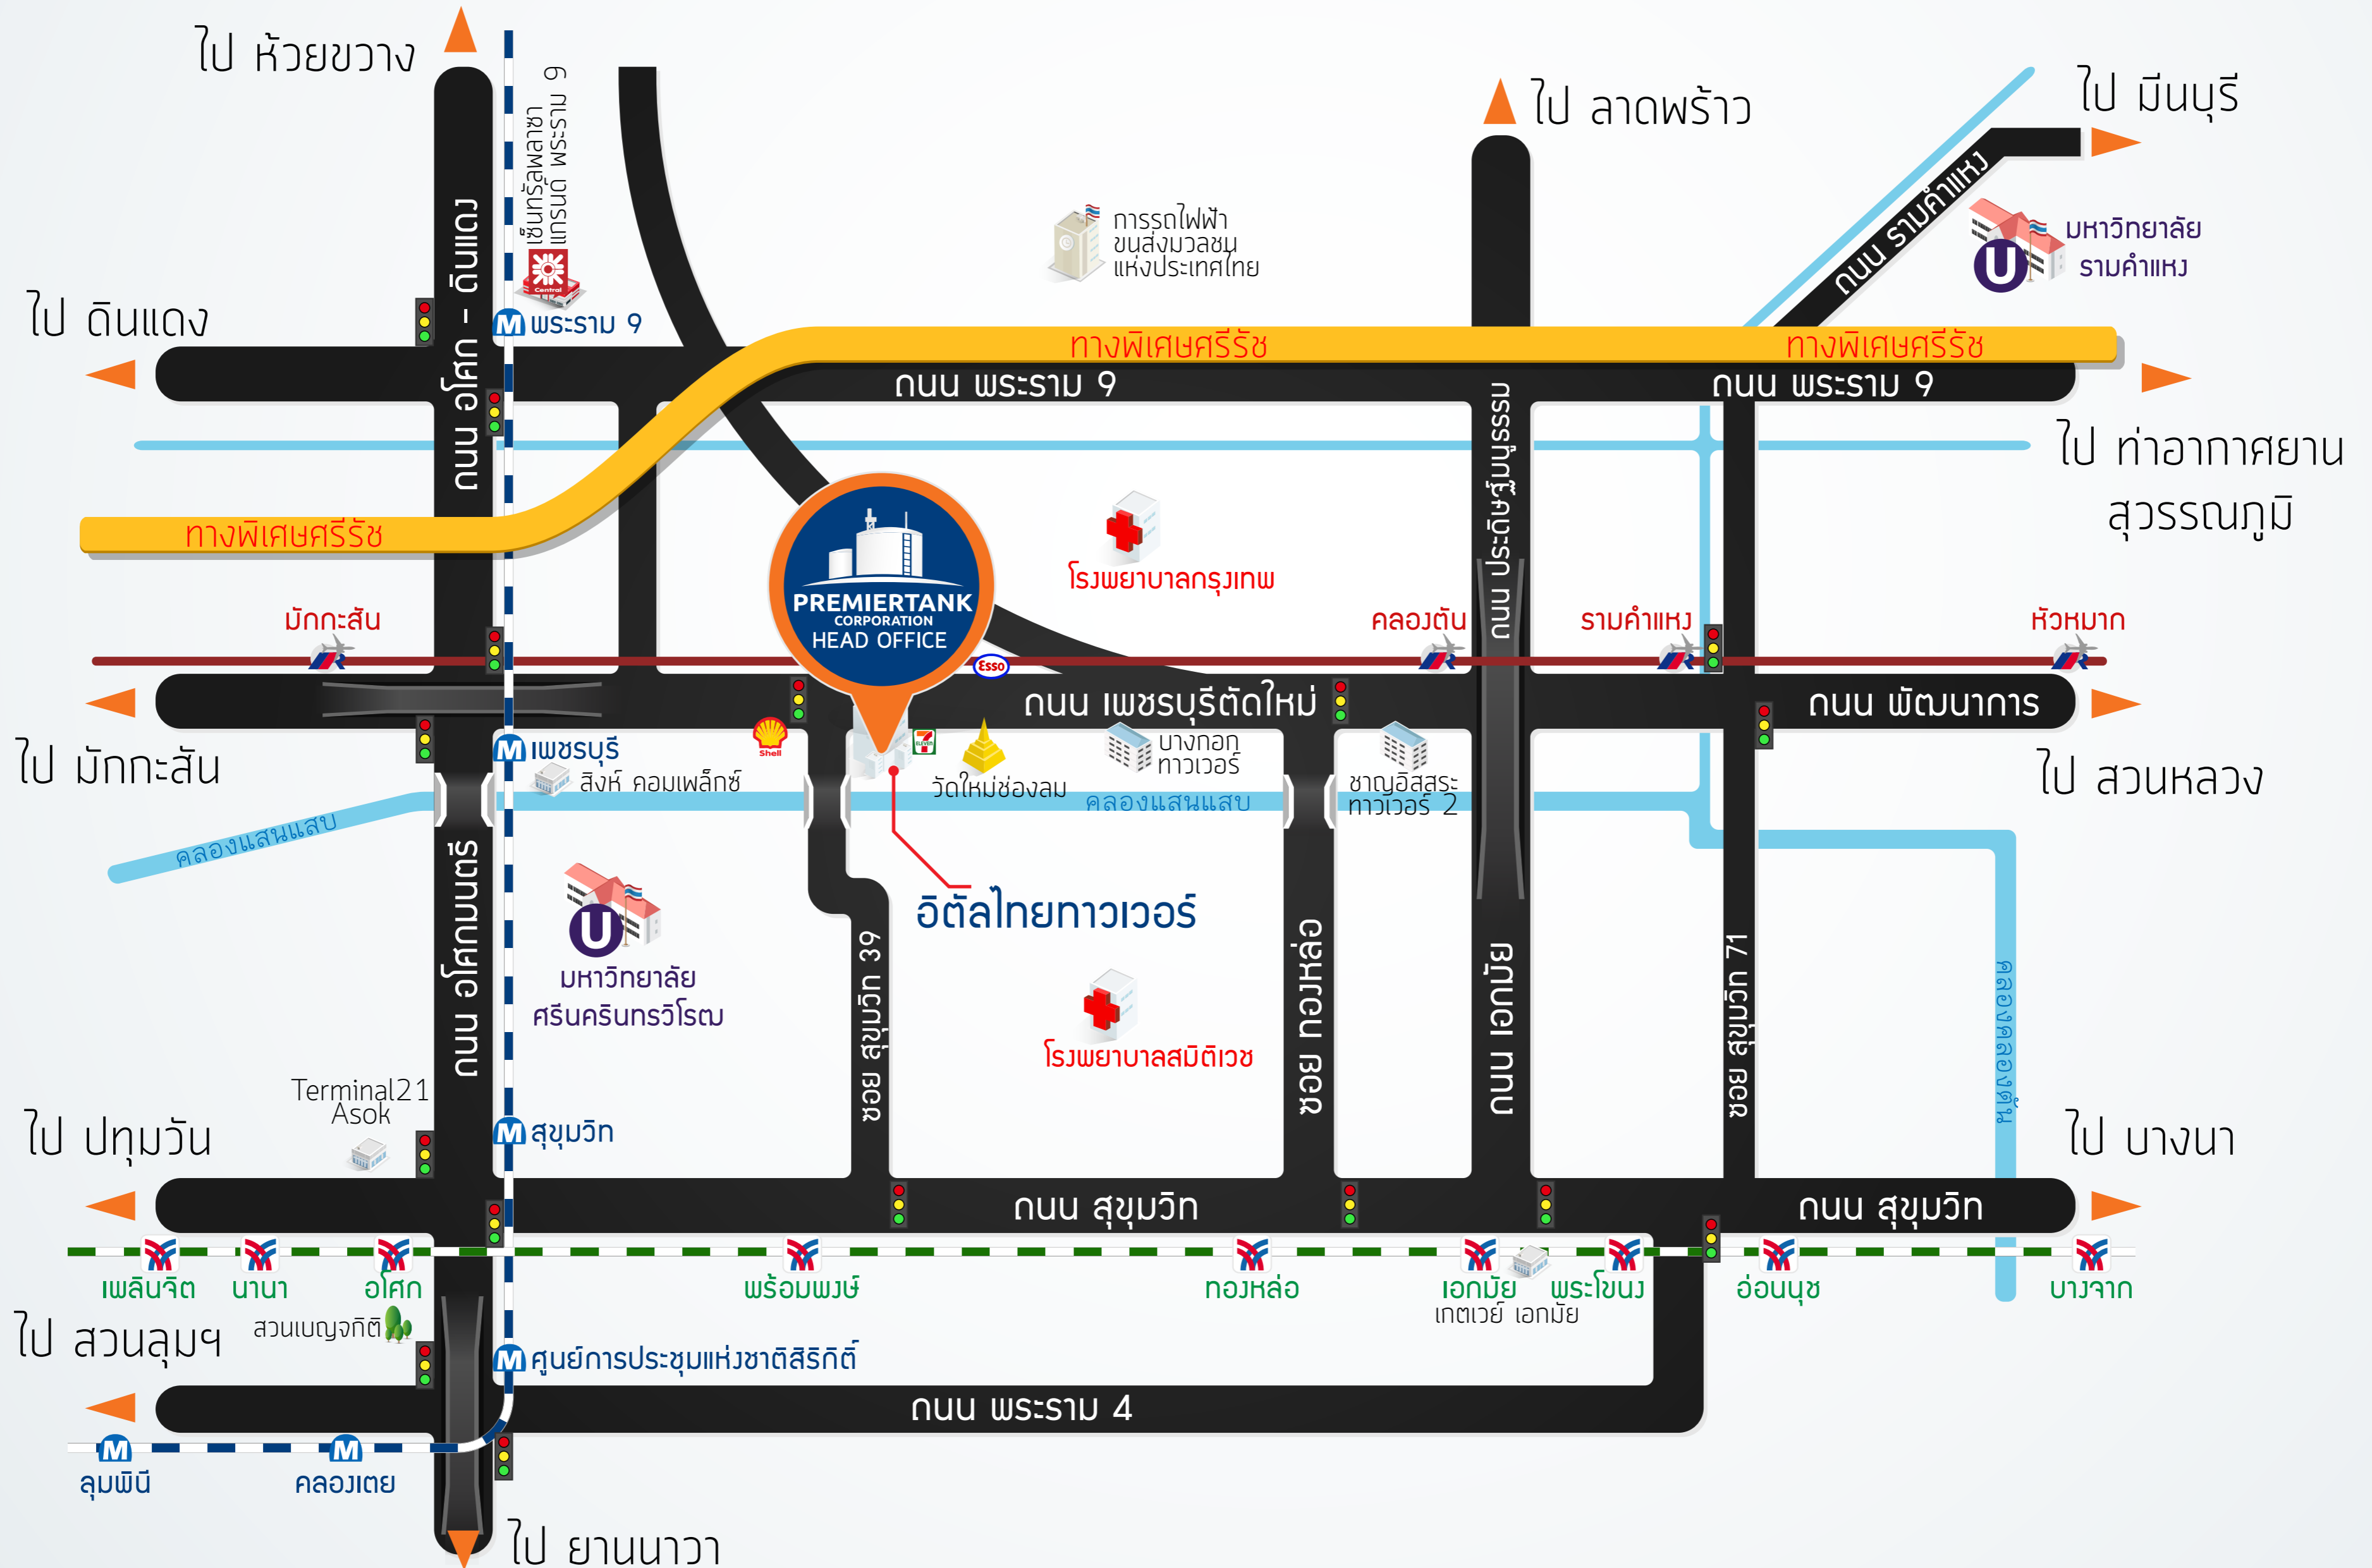 ไป ห้วยขวาง
เซ็นทรัลพลาซา
แกรนด์ พระราม 9
Central
ไป ลาดพร้าว
ไป มีนบุรี
ถนน รามคำแหง
การรถไฟฟ้า
ขนส่งมวลชน
แห่งประเทศไทย
มหาวิทยาลัย
รามคำแหง
U
ไป ดินแดง
ถนน อโศก - ดินแดง
M พระราม 9
ทางพิเศษศรีรัช
ทางพิเศษศรีรัช
ถนน พระราม 9
ถนน พระราม 9
ถนน ประดิษฐ์มนูธรรม
ไป ท่าอากาศยาน
สุวรรณภูมิ
ทางพิเศษศรีรัช
โรงพยาบาลกรุงเทพ
PREMIERTANK
CORPORATION
HEAD OFFICE
มักกะสัน
คลองตัน
รามคำแหง
หัวหมาก
Esso
ถนน เพชรบุรีตัดใหม่
ถนน พัฒนาการ
ไป มักกะสัน
M เพชรบุรี
สิงห์ คอมเพล็กซ์
Shell
7 ELEVEN
วัดใหม่ช่องลม
บางกอก
ทาวเวอร์
ชาญอิสสระ
ทาวเวอร์ 2
ไป สวนหลวง
คลองแสนแสบ
คลองแสนแสบ
ถนน อโศกมนตรี
U
มหาวิทยาลัย
ศรีนครินทรวิโรฒ
อิตัลไทยทาวเวอร์
ซอย สุขุมวิท 39
โรงพยาบาลสมิติเวช
ซอย ทองหล่อ
ถนน เอกมัย
ซอย สุขุมวิท 71
คลองคลองตัน
Terminal21
Asok
M สุขุมวิท
ไป ปทุมวัน
ไป บางนา
ถนน สุขุมวิท
ถนน สุขุมวิท
เพลินจิต
นานา
อโศก
พร้อมพงษ์
ทองหล่อ
เอกมัย
พระโขนง
อ่อนนุช
บางจาก
เกตเวย์ เอกมัย
สวนเบญจกิติ
ไป สวนลุมฯ
M ศูนย์การประชุมแห่งชาติสิริกิติ์
ถนน พระราม 4
M
M
ลุมพินี
คลองเตย
ไป ยานนาวา